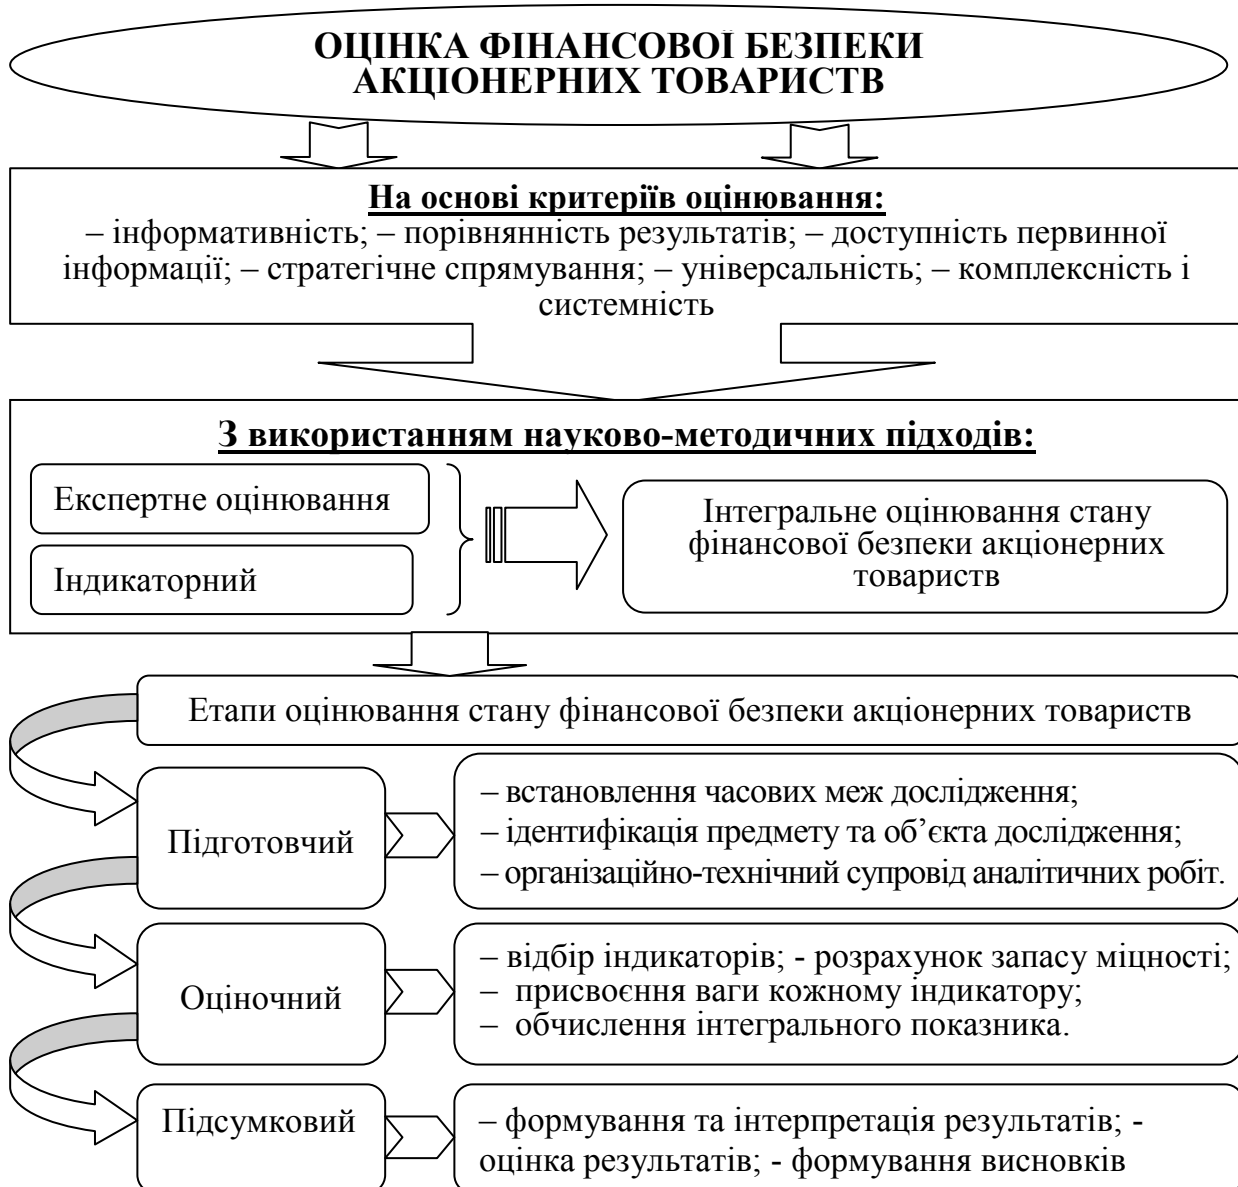 ОЦІНКА ФІНАНСОВОЇ БЕЗПЕКИ
АКЦІОНЕРНИХ ТОВАРИСТВ
На основі критеріїв оцінювання:
– інформативність; – порівнянність результатів; – доступність первинної
інформації; – стратегічне спрямування; – універсальність; – комплексність і
системність
З використанням науково-методичних підходів:
Експертне оцінювання
Індикаторний
Інтегральне оцінювання стану
фінансової безпеки акціонерних
товариств
Етапи оцінювання стану фінансової безпеки акціонерних товариств
Підготовчий
– встановлення часових меж дослідження;
– ідентифікація предмету та об’єкта дослідження;
– організаційно-технічний супровід аналітичних робіт.
Оціночний
– відбір індикаторів; - розрахунок запасу міцності;
– присвоєння ваги кожному індикатору;
– обчислення інтегрального показника.
Підсумковий
– формування та інтерпретація результатів; -
оцінка результатів; - формування висновків